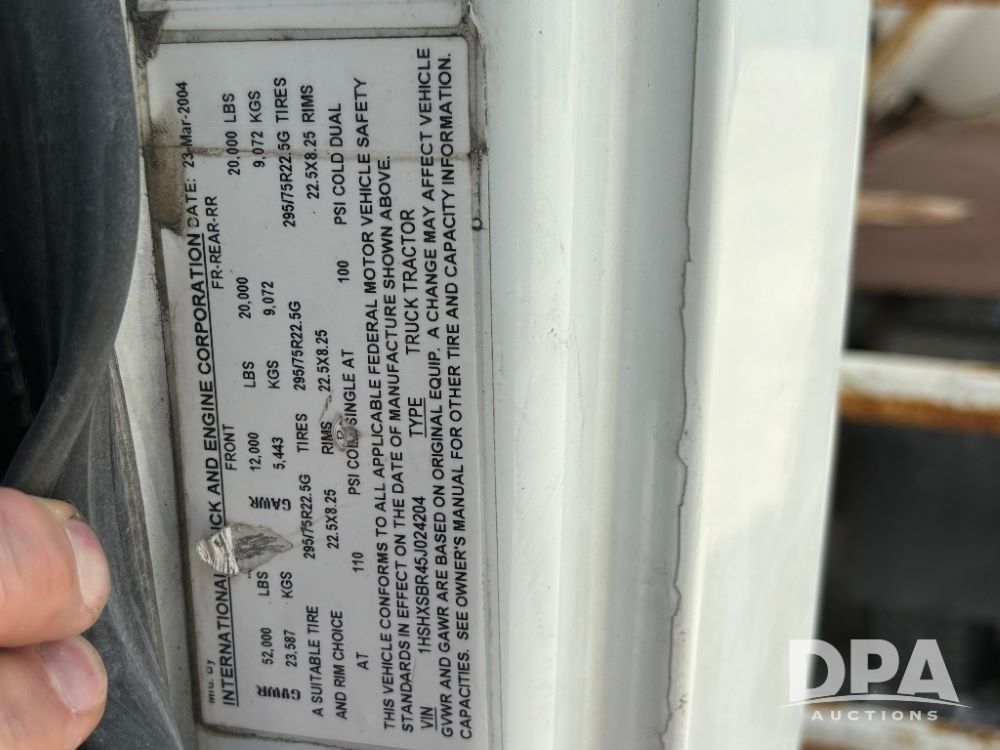 MFG. BY
INTERNATIONAL UCK AND ENGINE CORPORATION DATE: 23-Mar-2004
FRONT FR-REAR-RR
GVWR 52,000 LBS GAWR 12,000 LBS 20,000 20,000 LBS
23,587 KGS 5,443 KGS 9,072 9,072 KGS
A SUITABLE TIRE 295/75R22.5G TIRES 295/75R22.5G 295/75R22.5G TIRES
AND RIM CHOICE 22.5X8.25 RIMS 22.5X8.25 22.5X8.25 RIMS
AT 110 PSI COLD SINGLE AT 100 PSI COLD DUAL
THIS VEHICLE CONFORMS TO ALL APPLICABLE FEDERAL MOTOR VEHICLE SAFETY
STANDARDS IN EFFECT ON THE DATE OF MANUFACTURE SHOWN ABOVE.
VIN 1HSHXSBR45J024204 TYPE TRUCK TRACTOR
GVWR AND GAWR ARE BASED ON ORIGINAL EQUIP. A CHANGE MAY AFFECT VEHICLE
CAPACITIES. SEE OWNER'S MANUAL FOR OTHER TIRE AND CAPACITY INFORMATION.
DPA
AUCTIONS